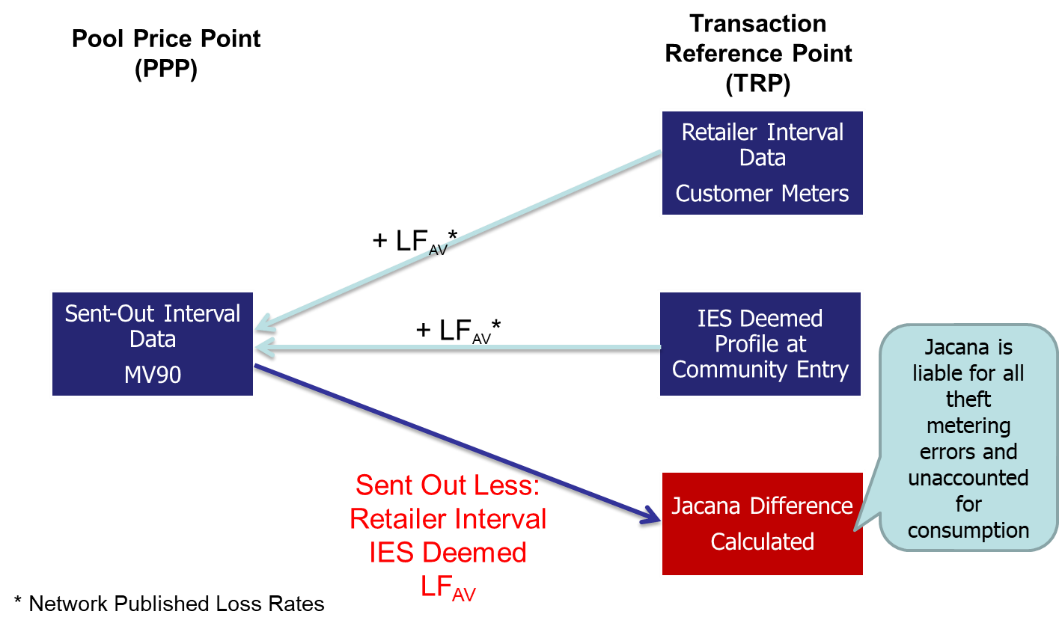 Pool Price Point
(PPP)
Transaction
Reference Point
(TRP)
Retailer Interval
Data
Customer Meters
+ LFAV*
Sent-Out Interval
Data
MV90
+ LFAV*
IES Deemed
Profile at
Community Entry
Jacana is
liable for all
theft
metering
errors and
unaccounted
for
consumption
Sent Out Less:
Retailer Interval
IES Deemed
LFAV
Jacana Difference
Calculated
* Network Published Loss Rates